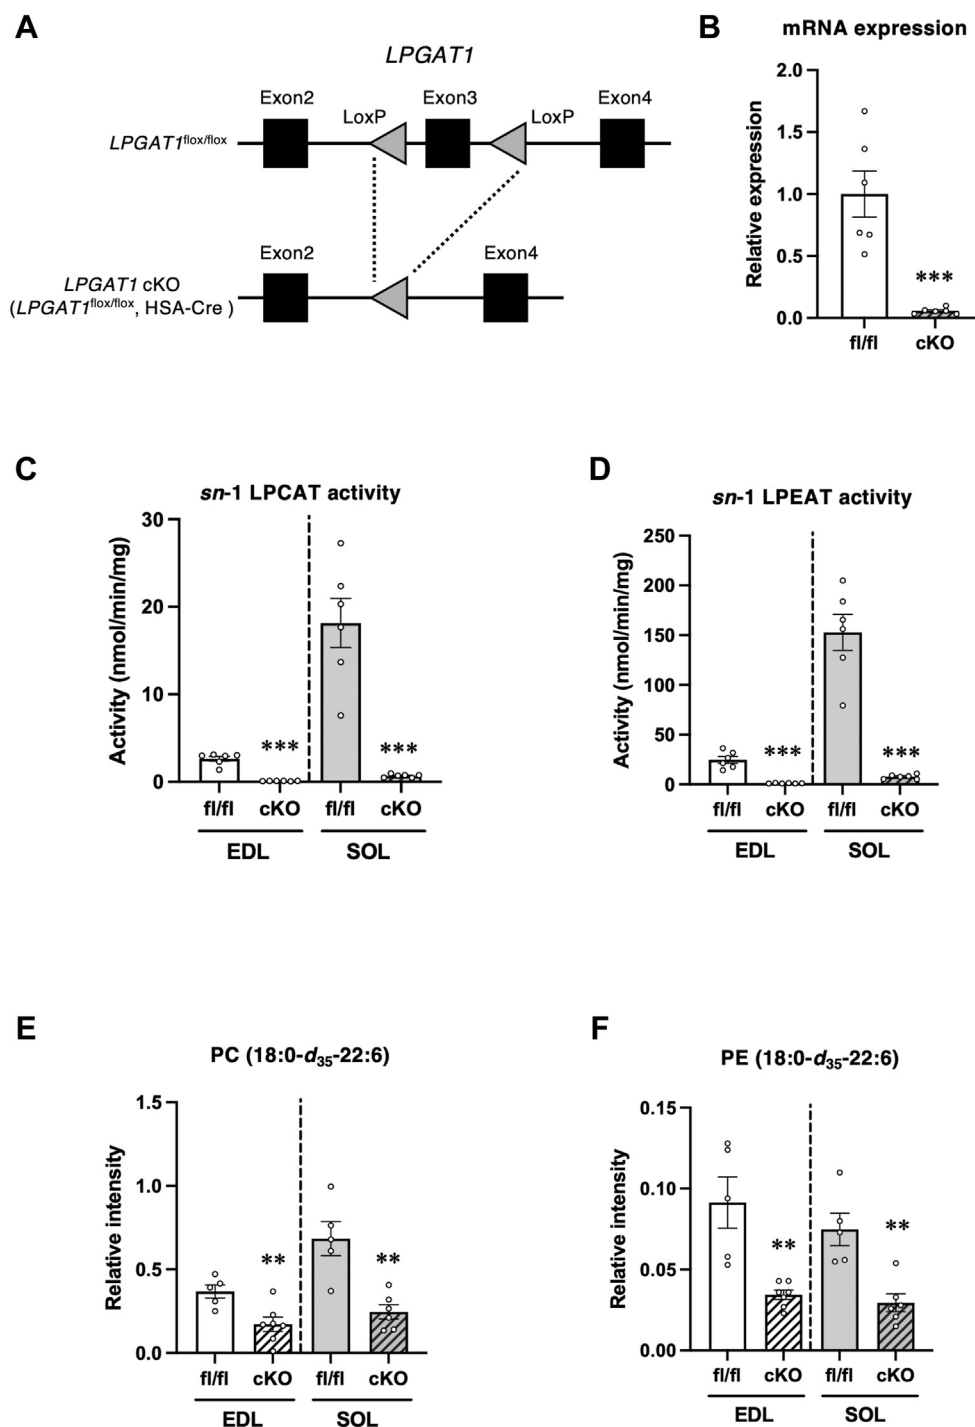 A
LPGAT1
Exon2
LoxP
Exon3
LoxP
Exon4
LPGAT1flox/flox
Exon2
Exon4
LPGAT1 cKO
(LPGAT1flox/flox, HSA-Cre )
B
mRNA expression
Relative expression
2.0
1.5
1.0
0.5
0.0
***
fl/fl
cKO
C
sn-1 LPCAT activity
Activity (nmol/min/mg)
30
20
10
0
***
***
fl/fl
cKO
fl/fl
cKO
EDL
SOL
D
sn-1 LPEAT activity
Activity (nmol/min/mg)
250
200
150
100
50
0
***
***
fl/fl
cKO
fl/fl
cKO
EDL
SOL
E
PC (18:0-d35-22:6)
Relative intensity
1.5
1.0
0.5
0.0
**
**
fl/fl
cKO
fl/fl
cKO
EDL
SOL
F
PE (18:0-d35-22:6)
Relative intensity
0.15
0.10
0.05
0.00
**
**
fl/fl
cKO
fl/fl
cKO
EDL
SOL